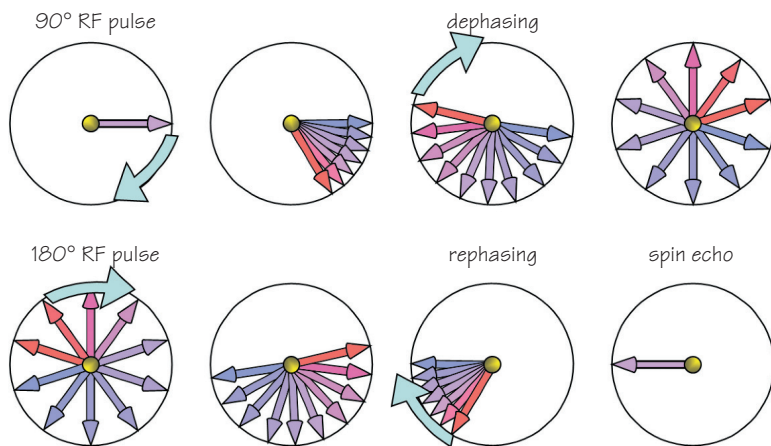 90° RF pulse
dephasing
180° RF pulse
rephasing
spin echo